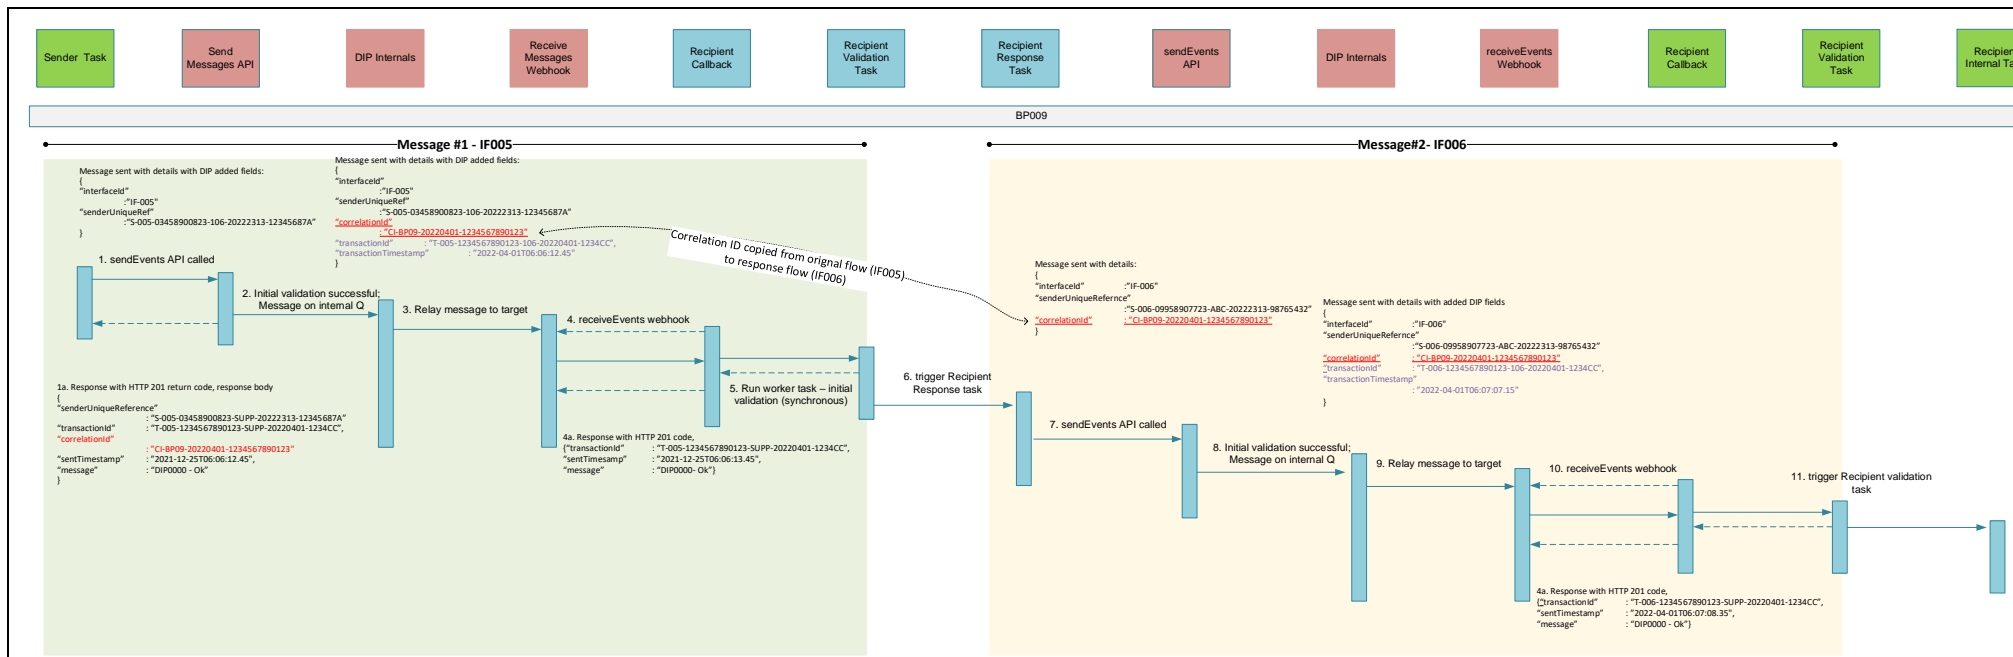 Sender Task
Send
Messages API
DIP Internals
Receive
Messages
Webhook
Recipient
Callback
Recipient
Validation
Task
Recipient
Response
Task
sendEvents
API
DIP Internals
receiveEvents
Webhook
Recipient
Callback
Recipient
Validation
Task
BP009
Message #1 - IF005
Message#2- IF006
Message sent with details with DIP added fields:
{
“interfaceId”
:”IF-005”
“senderUniqueRef”
:”S-005-03458900823-106-20222313-12345687A”
}
Message sent with details with DIP added fields:
{
“interfaceId”
:”IF-005”
“senderUniqueRef”
:”S-005-03458900823-106-20222313-12345687A”
“correlationId”
: “CI-BP09-20220401-1234567890123”
“transactionId” : “T-005-1234567890123-106-20220401-1234CC”,
“transactionTimestamp” : “2022-04-01T06:06:12.45”
}
Correlation ID copied from orignal flow (IF005)
to response flow (IF006)
1. sendEvents API called
2. Initial validation successful;
Message on internal Q
3. Relay message to target
4. receiveEvents webhook
5. Run worker task – initial
validation (synchronous)
6. trigger Recipient
Response task
1a. Response with HTTP 201 return code, response body
{
“senderUniqueReference”
: “S-005-03458900823-SUPP-20222313-12345687A”
“transactionId” : “T-005-1234567890123-SUPP-20220401-1234CC”,
“correlationId”
: “CI-BP09-20220401-1234567890123”
“sentTimestamp” : “2021-12-25T06:06:12.45”,
“message” : “DIP0000 - Ok”
}
4a. Response with HTTP 201 code,
{“transactionId” : “T-005-1234567890123-SUPP-20220401-1234CC”,
“sentTimesamp” : “2021-12-25T06:06:13.45”,
“message” : “DIP0000- Ok”}
Message sent with details:
{
“interfaceId” :”IF-006”
“senderUniqueRefernce”
:”S-006-09958907723-ABC-20222313-98765432”
“correlationId” : “CI-BP09-20220401-1234567890123”
}
Message sent with details with added DIP fields
{
“interfaceId” :”IF-006”
“senderUniqueRefernce”
:”S-006-09958907723-ABC-20222313-98765432”
“correlationId” : “CI-BP09-20220401-1234567890123”
“transactionId” : “T-006-1234567890123-106-20220401-1234CC”,
“transactionTimestamp”
: “2022-04-01T06:07:07.15”
}
7. sendEvents API called
8. Initial validation successful;
Message on internal Q
9. Relay message to target
10. receiveEvents webhook
11. trigger Recipient validation
task
4a. Response with HTTP 201 code,
{“transactionId” : “T-006-1234567890123-SUPP-20220401-1234CC”,
“sentTimestamp” : “2022-04-01T06:07:08.35”,
“message” : “DIP0000 - Ok”}